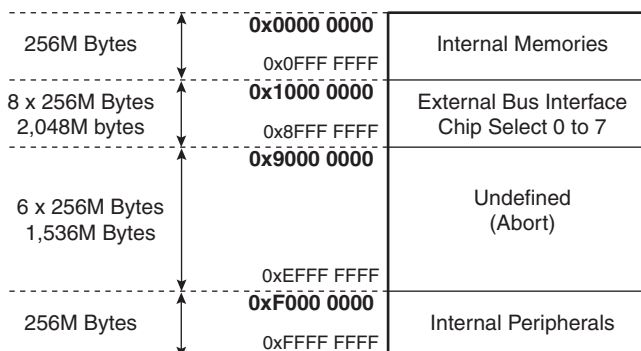 0x0000 0000
256M Bytes
Internal Memories
0x0FFF FFFF
0x1000 0000
8 x 256M Bytes
2,048M bytes
External Bus Interface
Chip Select 0 to 7
0x8FFF FFFF
0x9000 0000
6 x 256M Bytes
1,536M Bytes
Undefined
(Abort)
0xEFFF FFFF
0xF000 0000
256M Bytes
Internal Peripherals
0xFFFF FFFF